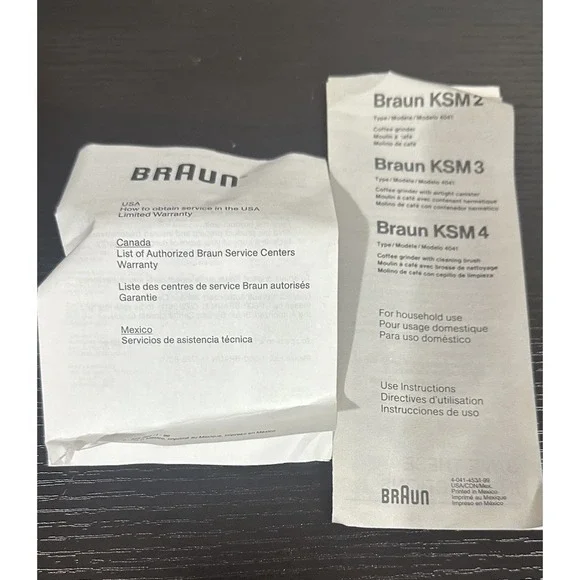 BRAUN
USA
How to obtain service in the USA
Limited Warranty
Canada
List of Authorized Braun Service Centers
Warranty
Liste des centres de service Braun autorisés
Garantie
Mexico
Servicios de asistencia técnica
Braun KSM 2
Type/Modèle/Modelo 4041
Coffee grinder
Moulin à café
Molino de café
Braun KSM 3
Type/Modèle/Modelo 4041
Coffee grinder with airtight canister
Moulin à café avec contenant hermétique
Molino de café con contenedor hermético
Braun KSM 4
Type/Modèle/Modelo 4041
Coffee grinder with cleaning brush
Moulin à café avec brosse de nettoyage
Molino de café con cepillo de limpieza
For household use
Pour usage domestique
Para uso doméstico
Use Instructions
Directives d'utilisation
Instrucciones de uso
BRAUN
4-041-453/I-99
USA/CDN/Mex.
Printed in Mexico
Imprimé au Mexique
Impreso en México